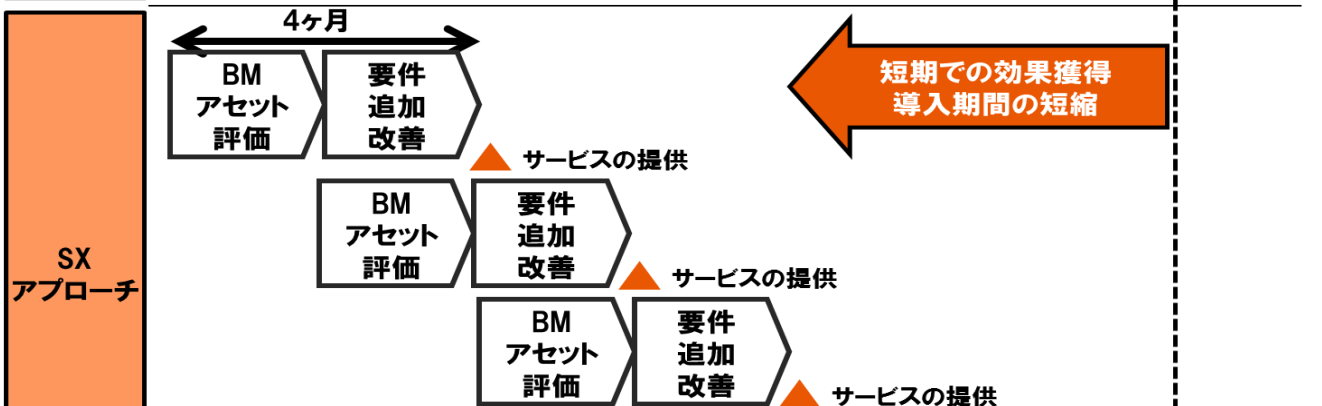 4ヶ月
BM
アセット
評価
要件
追加
改善
短期での効果獲得
導入期間の短縮
サービスの提供
BM
アセット
評価
要件
追加
改善
サービスの提供
SX
アプローチ
BM
アセット
評価
要件
追加
改善
サービスの提供